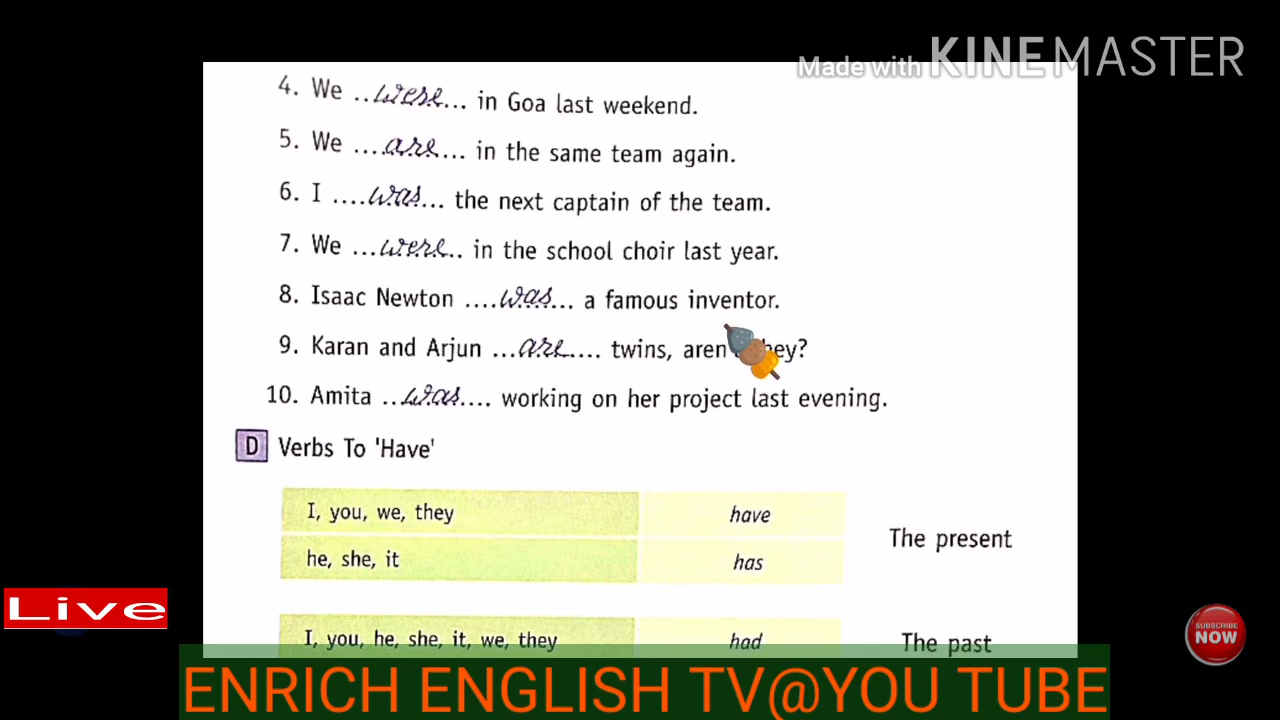 Made with KINEMASTER
4. We ..were... in Goa last weekend.
5. We ....are... in the same team again.
6. I ....was... the next captain of the team.
7. We ...were.. in the school choir last year.
8. Isaac Newton ....was... a famous inventor.
9. Karan and Arjun ...are.... twins, aren
10. Amita ..was.... working on her project last evening.
D Verbs To 'Have'
I, you, we, they have
The present
he, she, it has
Live
SUBSCRIBE
NOW
I, you, he, she, it, we, they had The past
ENRICH ENGLISH TV@YOU TUBE